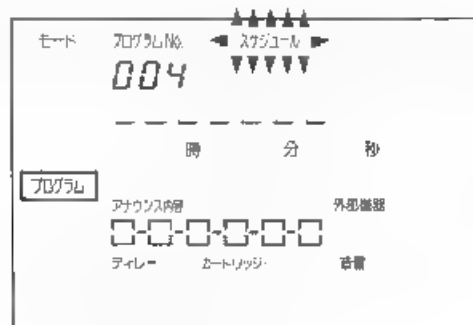 モード プログラムNo. ◀ スケジュール ▶
004
― ― ― ― ― ―
時 分 秒
プログラム
アナウンス内容 外部機器
□-□-□-□-□-□
ディレー カートリッジ 音量